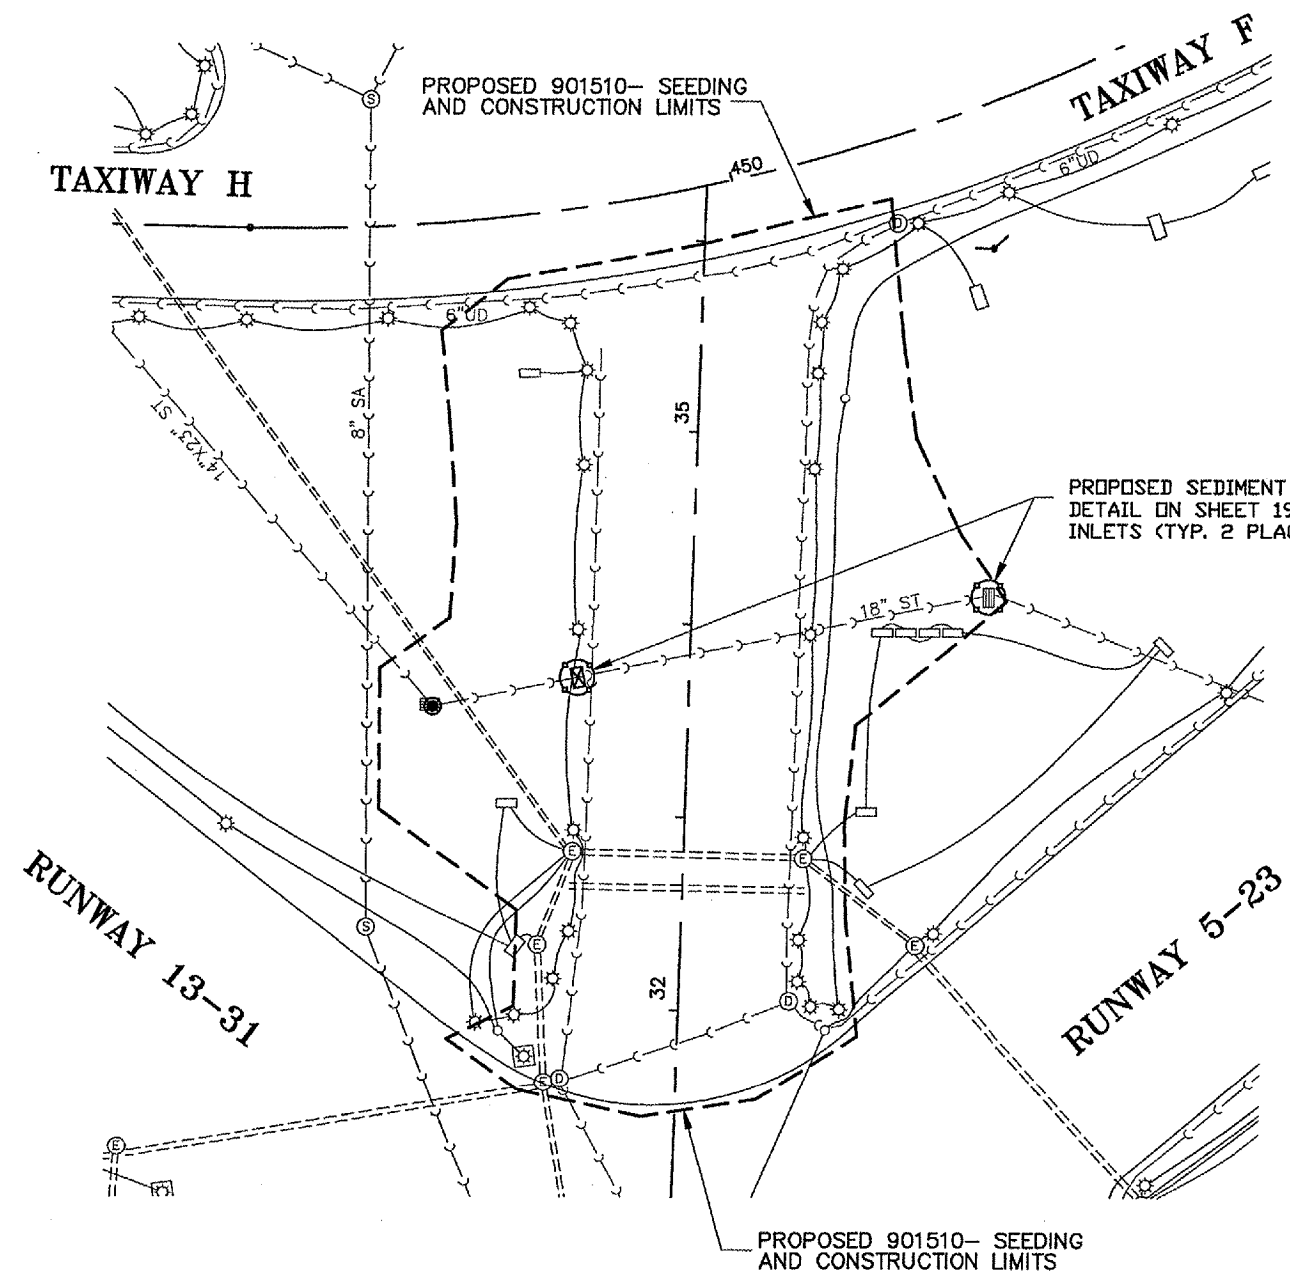 PROPOSED 901510– SEEDING
AND CONSTRUCTION LIMITS
TAXIWAY F
TAXIWAY H
450
6"UD
6"UD
35
8" SA
14"X23" ST
PROPOSED SEDIMENT
DETAIL ON SHEET 19
INLETS (TYP. 2 PLA
18" ST
RUNWAY 13–31
RUNWAY 5–23
32
S
S
D
D
D
E
E
E
E
E
E
PROPOSED 901510– SEEDING
AND CONSTRUCTION LIMITS